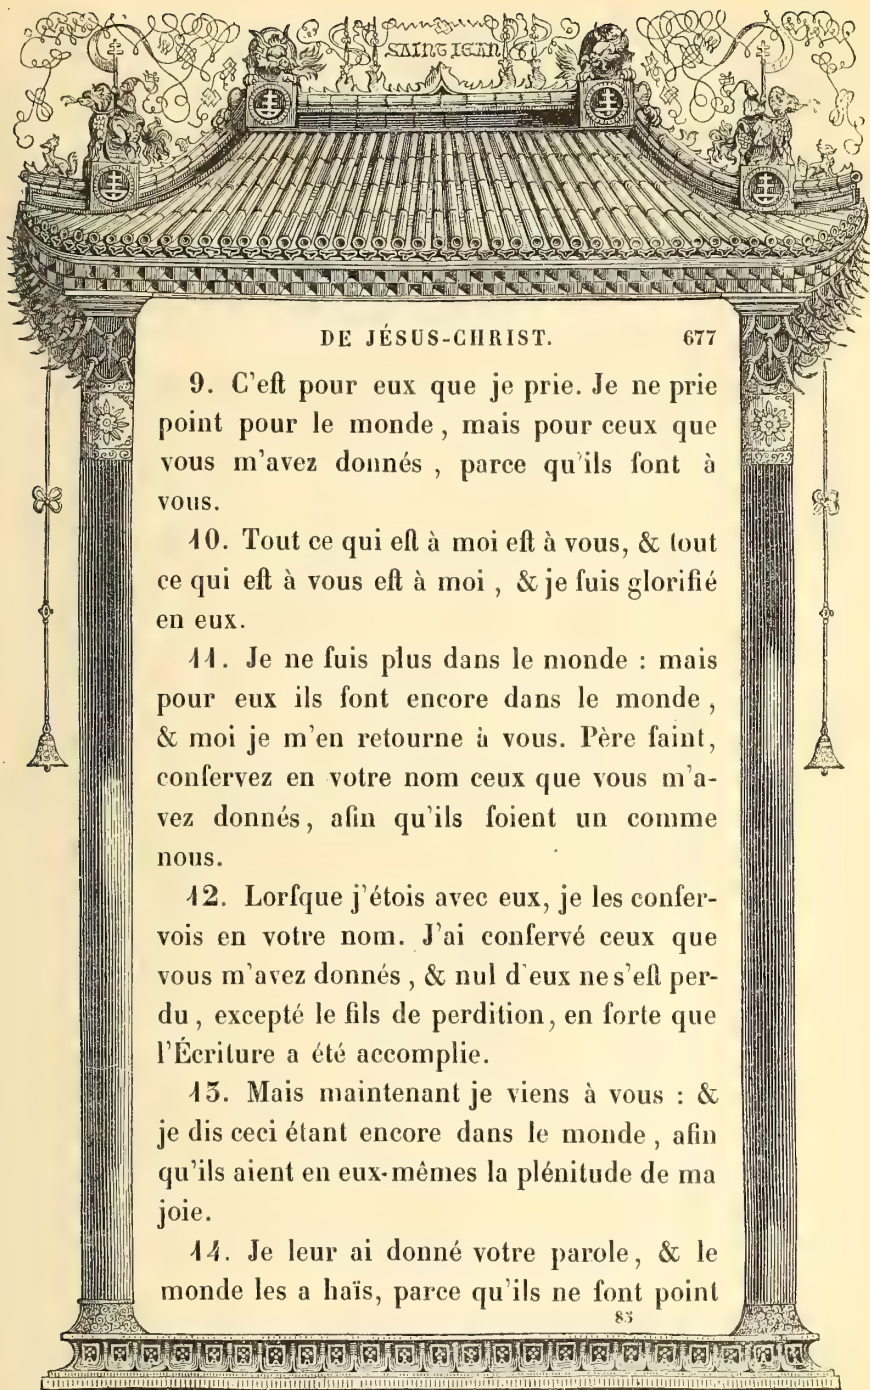 SAINT IEAN
DE JÉSUS-CHRIST. 677
9. C'eſt pour eux que je prie. Je ne prie
point pour le monde, mais pour ceux que
vous m'avez donnés, parce qu'ils ſont à
vous.
10. Tout ce qui eſt à moi eſt à vous, & tout
ce qui eſt à vous eſt à moi, & je ſuis glorifié
en eux.
11. Je ne ſuis plus dans le monde : mais
pour eux ils ſont encore dans le monde,
& moi je m'en retourne à vous. Père ſaint,
conſervez en votre nom ceux que vous m'a-
vez donnés, afin qu'ils ſoient un comme
nous.
12. Lorſque j'étois avec eux, je les conſer-
vois en votre nom. J'ai conſervé ceux que
vous m'avez donnés, & nul d'eux ne s'eſt per-
du, excepté le fils de perdition, en ſorte que
l'Écriture a été accomplie.
13. Mais maintenant je viens à vous : &
je dis ceci étant encore dans le monde, afin
qu'ils aient en eux-mêmes la plénitude de ma
joie.
14. Je leur ai donné votre parole, & le
monde les a haïs, parce qu'ils ne ſont point
85